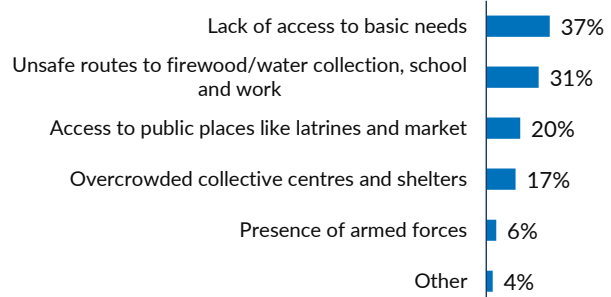 Lack of access to basic needs 37%
Unsafe routes to firewood/water collection, school
and work 31%
Access to public places like latrines and market 20%
Overcrowded collective centres and shelters 17%
Presence of armed forces 6%
Other 4%